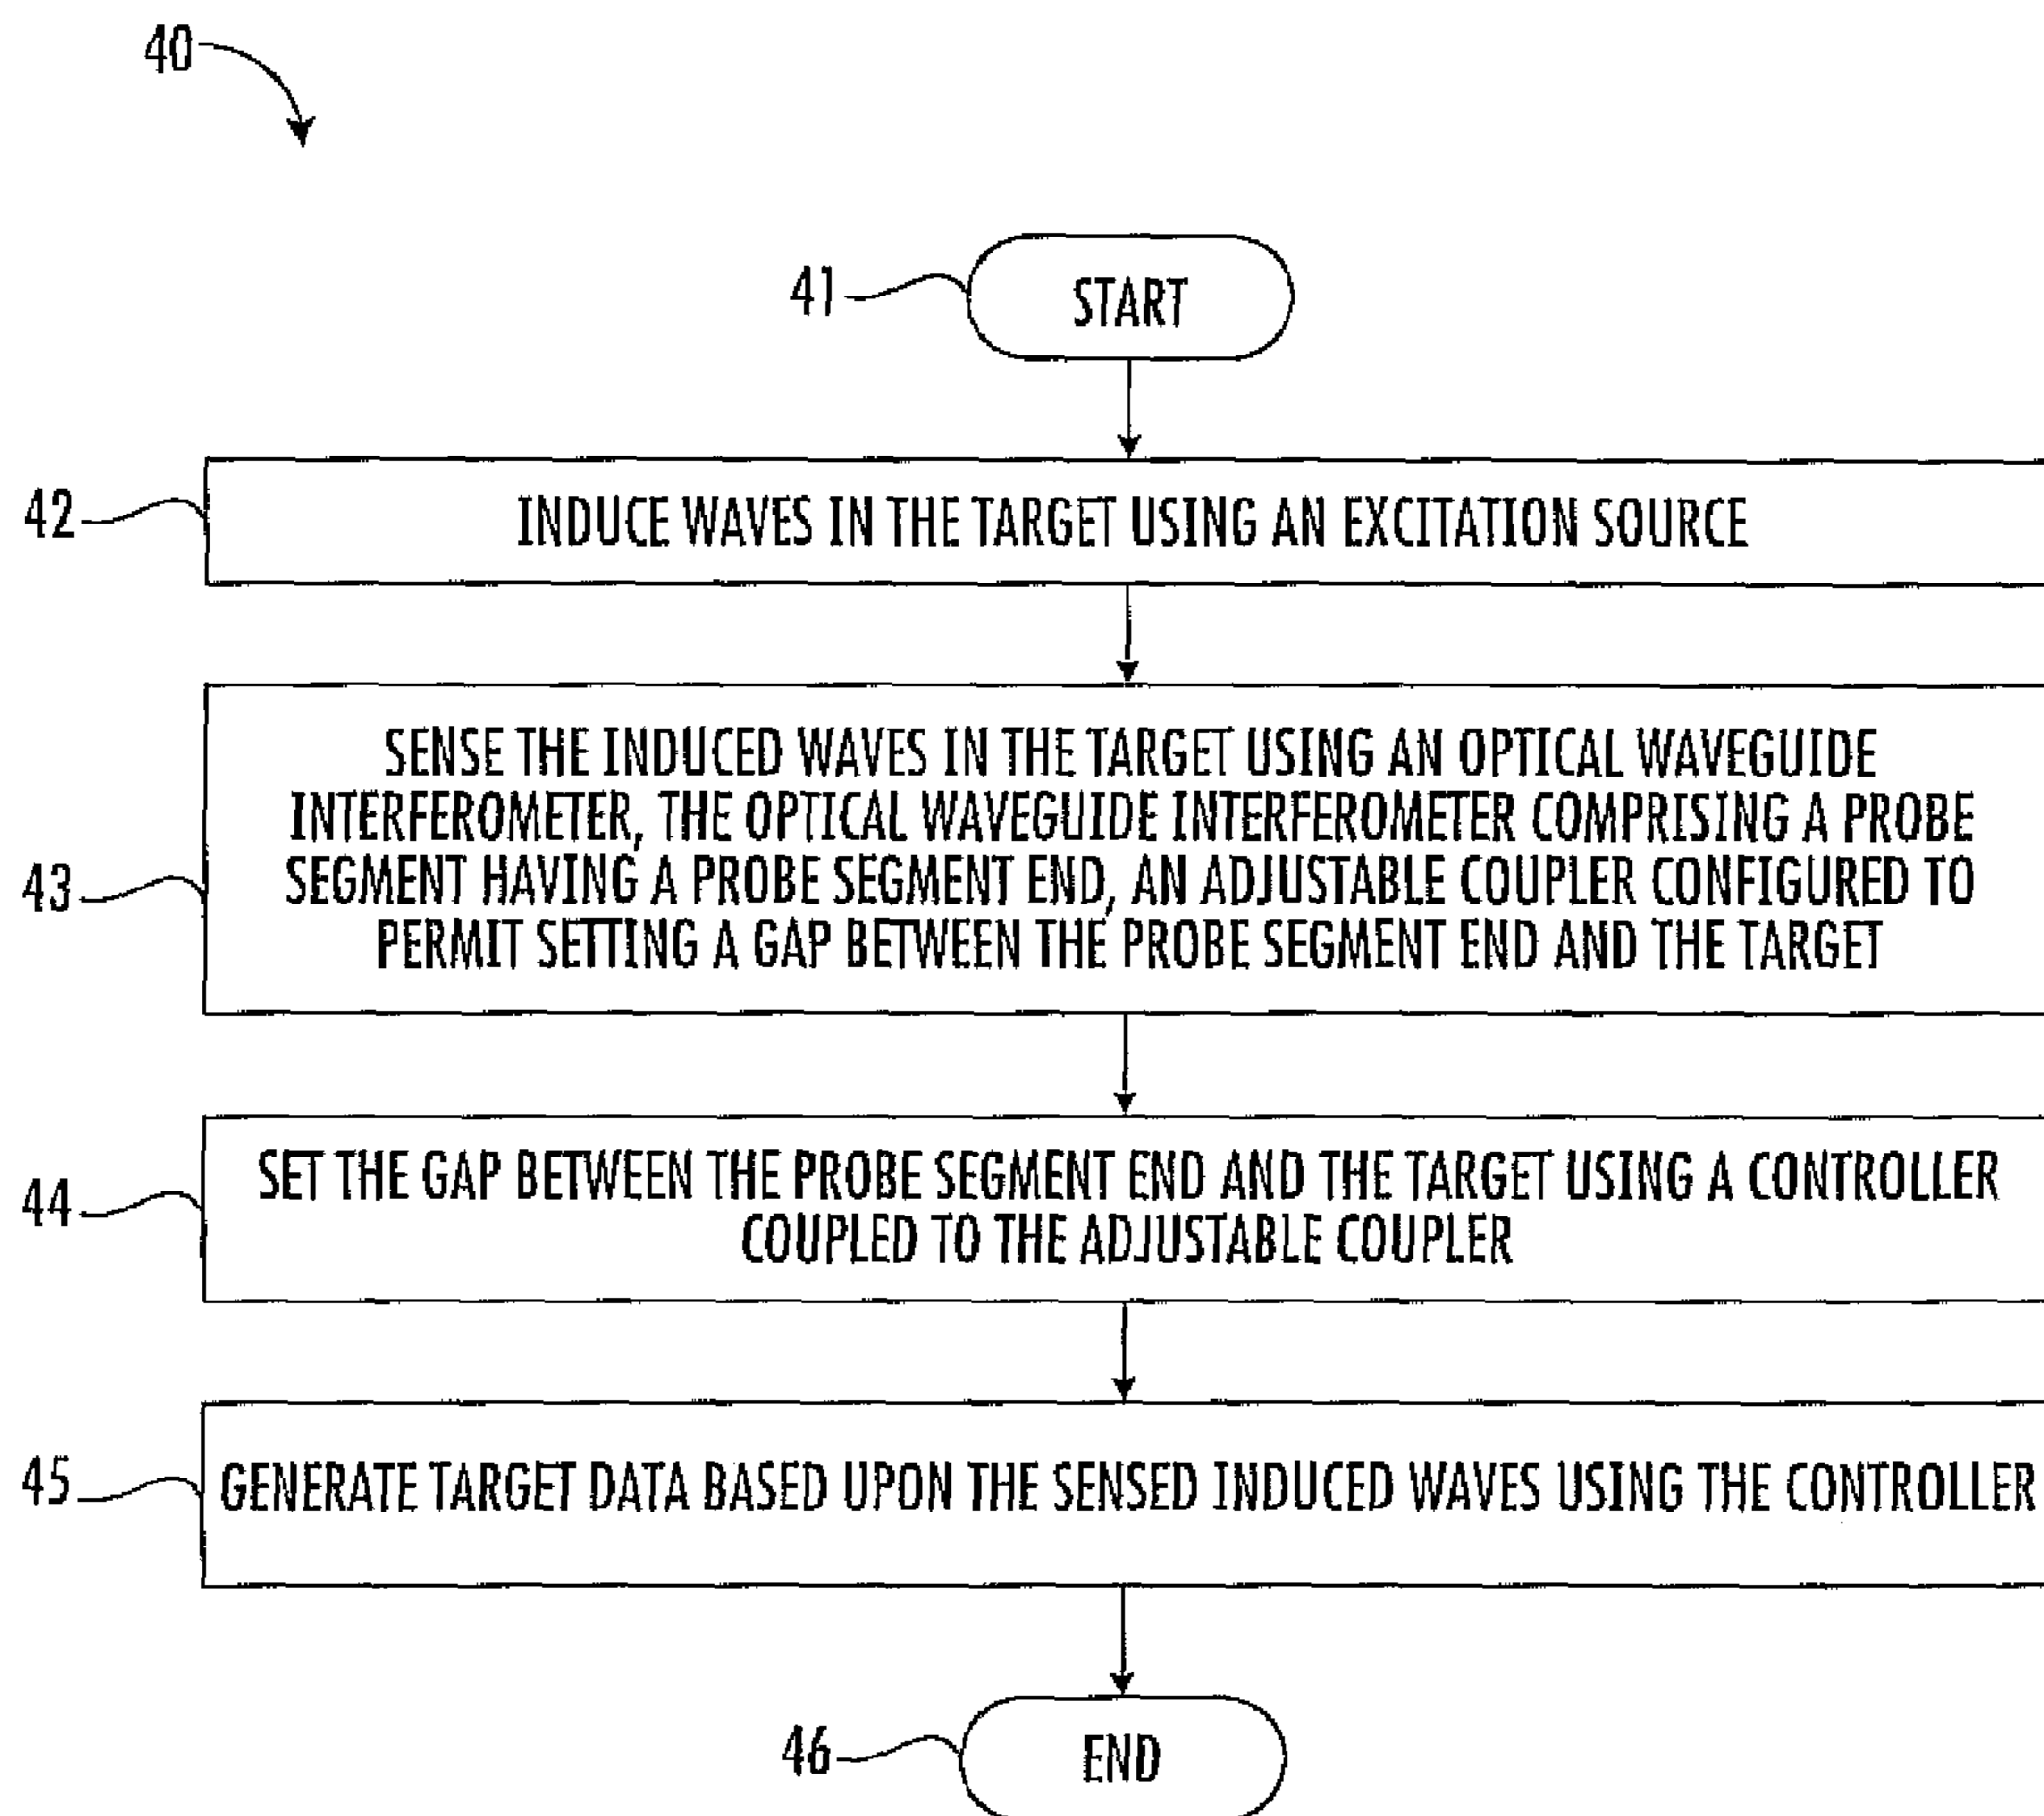 40
41
START
42
INDUCE WAVES IN THE TARGET USING AN EXCITATION SOURCE
43
SENSE THE INDUCED WAVES IN THE TARGET USING AN OPTICAL WAVEGUIDE
INTERFEROMETER, THE OPTICAL WAVEGUIDE INTERFEROMETER COMPRISING A PROBE
SEGMENT HAVING A PROBE SEGMENT END, AN ADJUSTABLE COUPLER CONFIGURED TO
PERMIT SETTING A GAP BETWEEN THE PROBE SEGMENT END AND THE TARGET
44
SET THE GAP BETWEEN THE PROBE SEGMENT END AND THE TARGET USING A CONTROLLER
COUPLED TO THE ADJUSTABLE COUPLER
45
GENERATE TARGET DATA BASED UPON THE SENSED INDUCED WAVES USING THE CONTROLLER
46
END